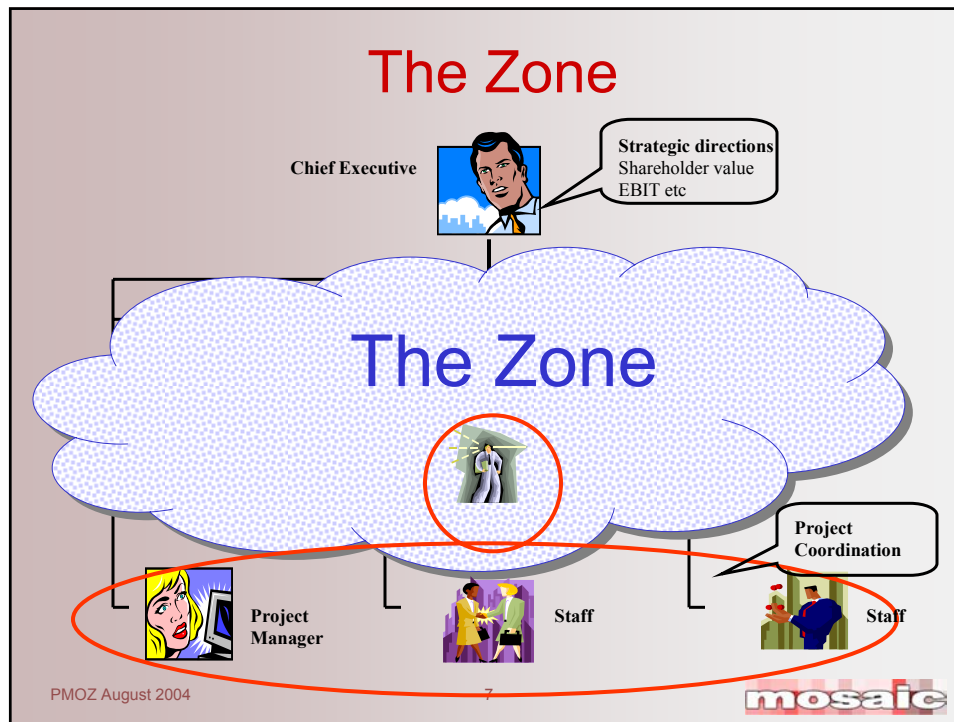 The Zone
Chief Executive
Strategic directions
Shareholder value
EBIT etc
The Zone
Project
Coordination
Project
Manager
Staff
Staff
PMOZ August 2004
7
mosaic